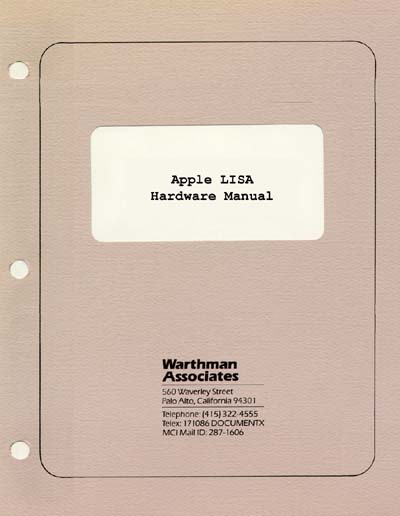 Apple LISA
Hardware Manual
Warthman
Associates
560 Waverley Street
Palo Alto, California 94301
Telephone: (415) 322-4555
Telex: 171086 DOCUMENTX
MCI Mail ID: 287-1606